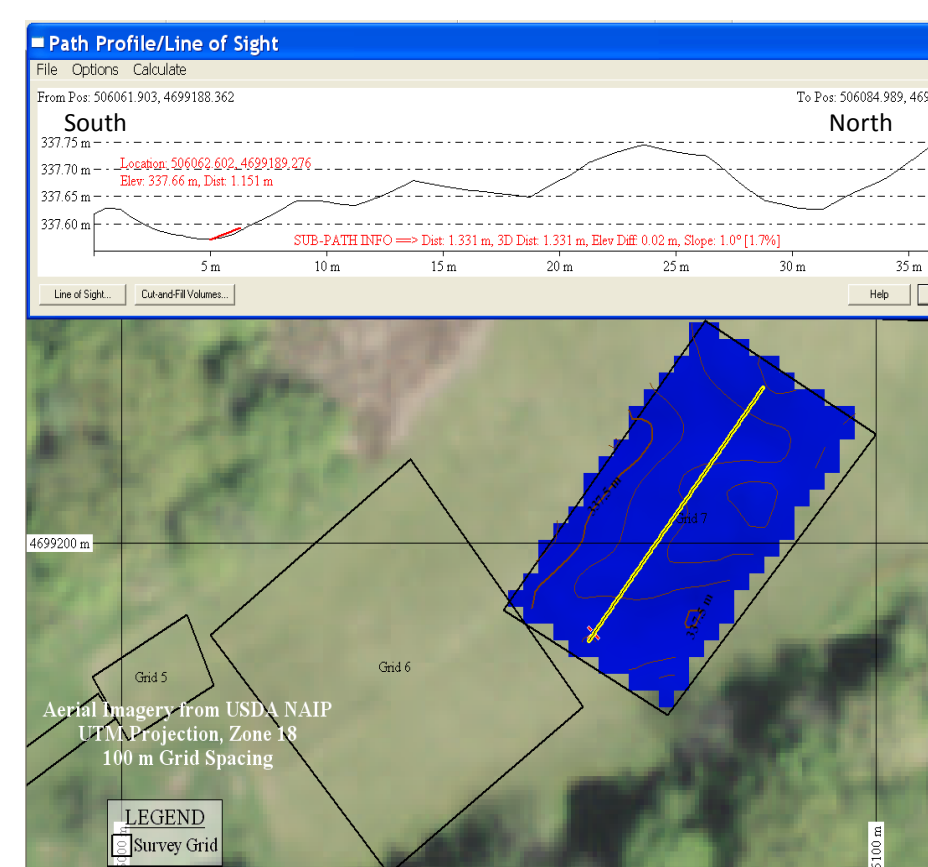 Path Profile/Line of Sight
File Options Calculate
From Pos: 506061.903, 4699188.362 To Pos: 506084.989, 469
South North
337.75 m
Location: 506062.602, 4699189.276
337.70 m
Elev: 337.66 m, Dist: 1.151 m
337.65 m
337.60 m
SUB-PATH INFO ==> Dist: 1.331 m, 3D Dist: 1.331 m, Elev Diff: 0.02 m, Slope: 1.0° [1.7%]
5 m 10 m 15 m 20 m 25 m 30 m 35 m
Line of Sight... Cut-and-Fill Volumes... Help
337.5 m
Grid 7
4699200 m
337.5 m
Grid 6
Grid 5
Aerial Imagery from USDA NAIP
UTM Projection, Zone 18
100 m Grid Spacing
LEGEND
Survey Grid
5100 m